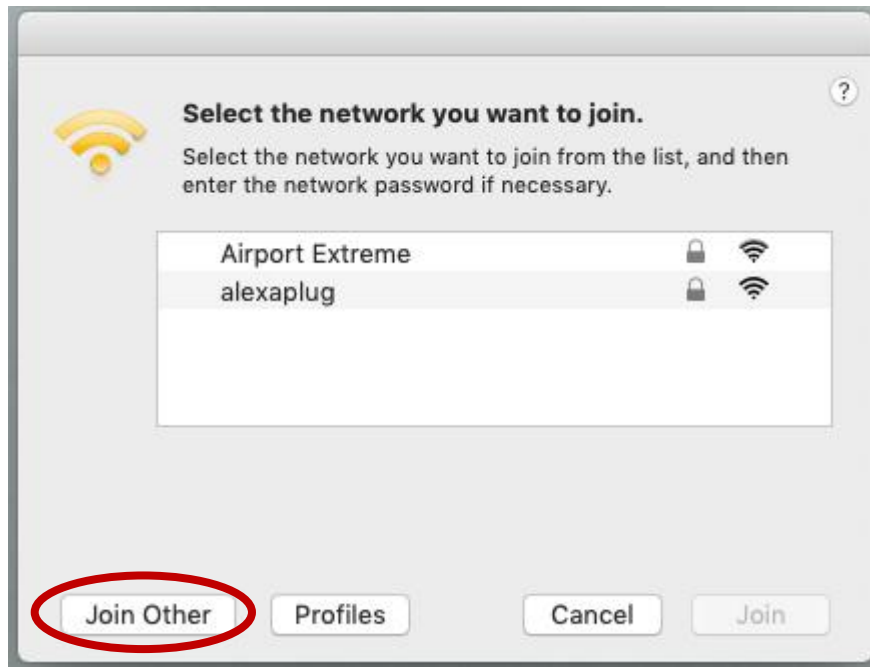 ?
Select the network you want to join.
Select the network you want to join from the list, and then
enter the network password if necessary.
Airport Extreme
alexaplug
Join Other Profiles Cancel Join